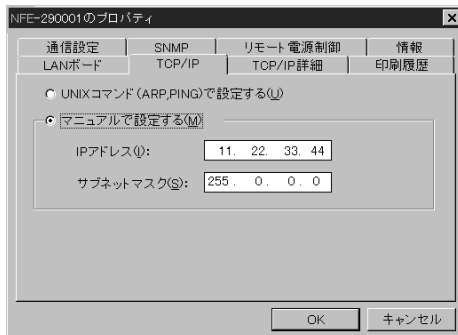 NFE-290001のプロパティ
通信設定 SNMP リモート電源制御 情報
LANボード TCP/IP TCP/IP詳細 印刷履歴
UNIXコマンド(ARP,PING)で設定する(U)
マニュアルで設定する(M)
IPアドレス(I): 11. 22. 33. 44
サブネットマスク(S): 255. 0. 0. 0
OK キャンセル